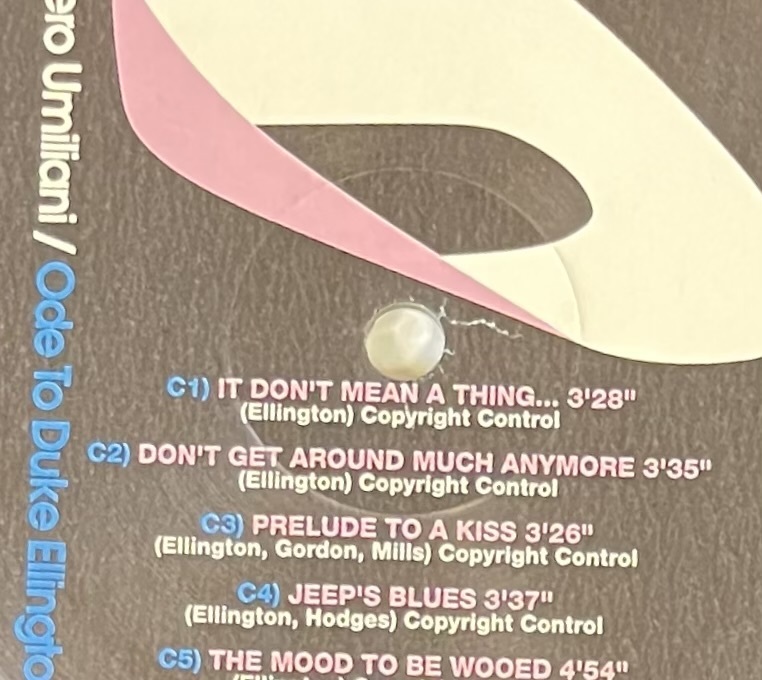 ero Umiliani / Ode To Duke Ellingto
C1) IT DON'T MEAN A THING... 3'28"
(Ellington) Copyright Control
C2) DON'T GET AROUND MUCH ANYMORE 3'35"
(Ellington) Copyright Control
C3) PRELUDE TO A KISS 3'26"
(Ellington, Gordon, Mills) Copyright Control
C4) JEEP'S BLUES 3'37"
(Ellington, Hodges) Copyright Control
C5) THE MOOD TO BE WOOED 4'54"